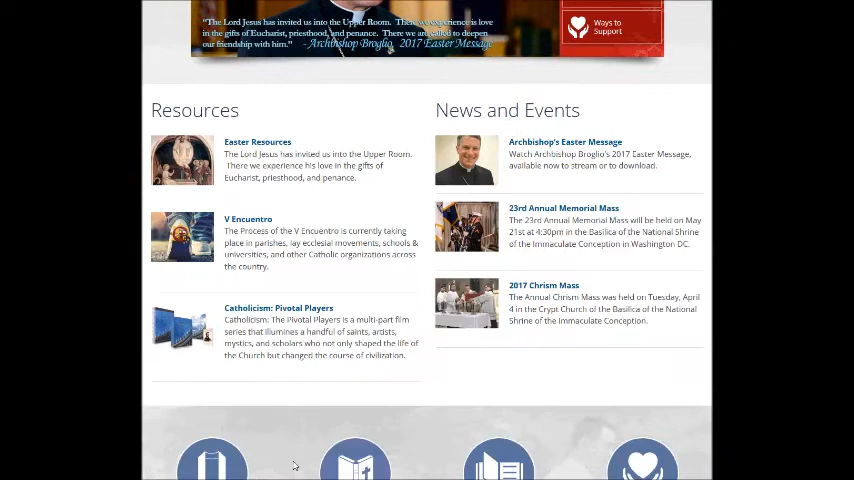 "The Lord Jesus has invited us into the Upper Room. There we experience his love
in the gifts of Eucharist, priesthood, and penance. There we are called to deepen
our friendship with him." - Archbishop Broglio, 2017 Easter Message
Ways to
Support
Resources
Easter Resources
The Lord Jesus has invited us into the Upper Room.
There we experience his love in the gifts of
Eucharist, priesthood, and penance.
V Encuentro
The Process of the V Encuentro is currently taking
place in parishes, lay ecclesial movements, schools &
universities, and other Catholic organizations across
the country.
Catholicism: Pivotal Players
Catholicism: The Pivotal Players is a multi-part film
series that illumines a handful of saints, artists,
mystics, and scholars who not only shaped the life of
the Church but changed the course of civilization.
News and Events
Archbishop's Easter Message
Watch Archbishop Broglio's 2017 Easter Message,
available now to stream or to download.
23rd Annual Memorial Mass
The 23rd Annual Memorial Mass will be held on May
21st at 4:30pm in the Basilica of the National Shrine
of the Immaculate Conception in Washington DC.
2017 Chrism Mass
The Annual Chrism Mass was held on Tuesday, April
4 in the Crypt Church of the Basilica of the National
Shrine of the Immaculate Conception.